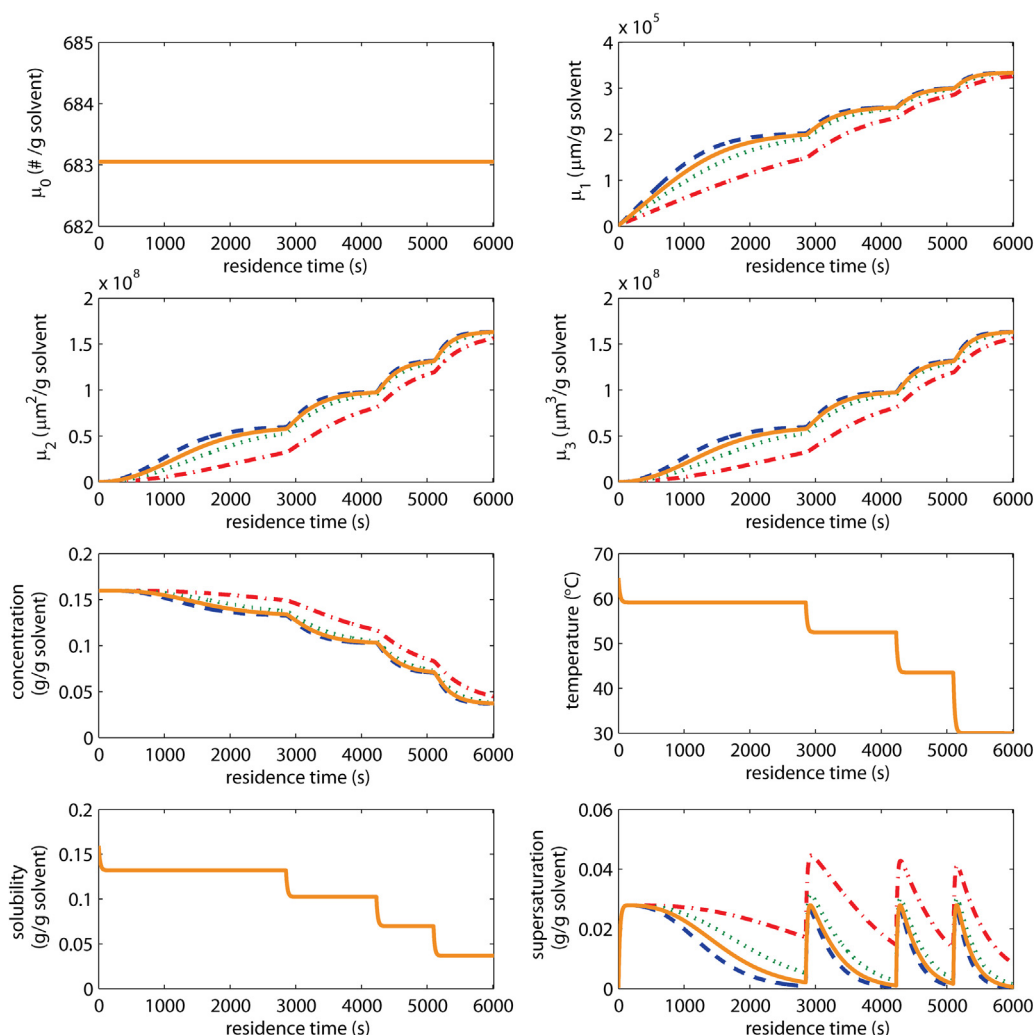 685
684
683
682
μ0 (# /g solvent)
0 1000 2000 3000 4000 5000 6000
residence time (s)
x 10^5
4
3
2
1
0
μ1 (μm/g solvent
0 1000 2000 3000 4000 5000 6000
residence time (s)
x 10^8
2
1.5
1
0.5
0
μ2 (μm^2/g solvent
0 1000 2000 3000 4000 5000 6000
residence time (s)
x 10^8
2
1.5
1
0.5
0
μ3 (μm^3/g solvent
0 1000 2000 3000 4000 5000 6000
residence time (s)
0.2
0.15
0.1
0.05
0
concentration
(g/g solvent)
0 1000 2000 3000 4000 5000 6000
residence time (s)
70
60
50
40
30
temperature (°C)
0 1000 2000 3000 4000 5000 6000
residence time (s)
0.2
0.15
0.1
0.05
0
solubility
(g/g solvent)
0 1000 2000 3000 4000 5000 6000
residence time (s)
0.06
0.04
0.02
0
supersaturation
(g/g solvent)
0 1000 2000 3000 4000 5000 6000
residence time (s)